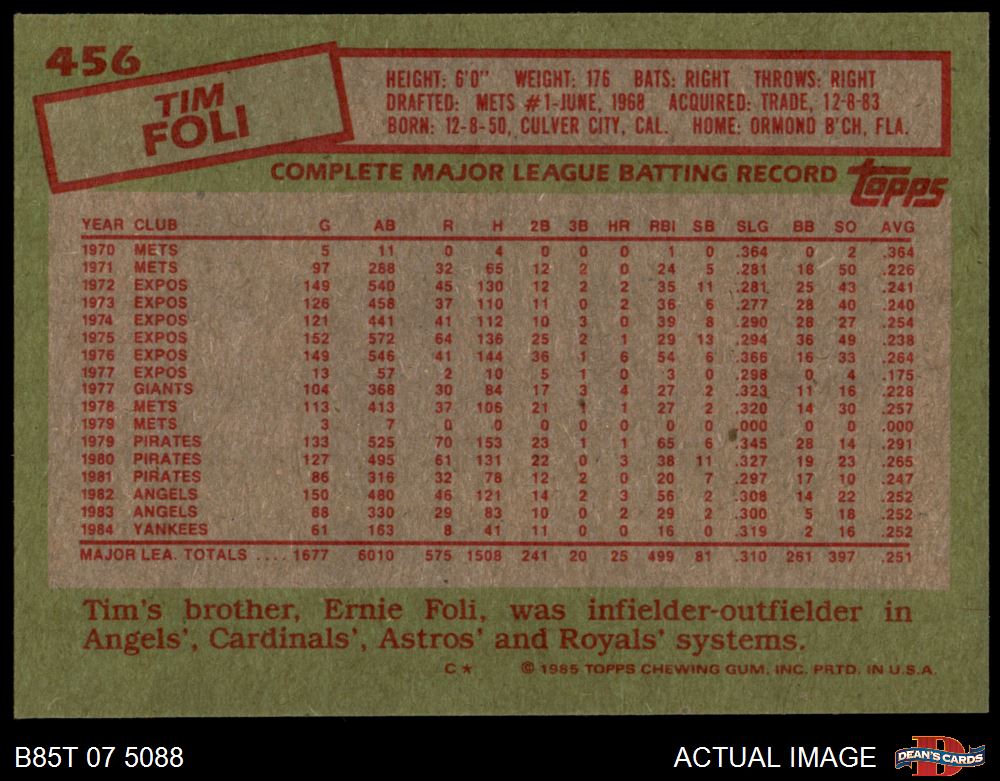 456
TIM
FOLI
HEIGHT: 6'0" WEIGHT: 176 BATS: RIGHT THROWS: RIGHT
DRAFTED: METS #1-JUNE, 1968 ACQUIRED: TRADE, 12-8-83
BORN: 12-8-50, CULVER CITY, CAL. HOME: ORMOND B'CH, FLA.
COMPLETE MAJOR LEAGUE BATTING RECORD topps
YEAR CLUB G AB R H 2B 3B HR RBI SB SLG BB SO AVG
1970 METS 5 11 0 4 0 0 0 1 0 .364 0 2 .364
1971 METS 97 288 32 65 12 2 0 24 5 .281 18 50 .226
1972 EXPOS 149 540 45 130 12 2 2 35 11 .281 25 43 .241
1973 EXPOS 126 458 37 110 11 0 2 36 6 .277 28 40 .240
1974 EXPOS 121 441 41 112 10 3 0 39 8 .290 28 27 .254
1975 EXPOS 152 572 64 136 25 2 1 29 13 .294 36 49 .238
1976 EXPOS 149 546 41 144 36 1 6 54 6 .366 16 33 .264
1977 EXPOS 13 57 2 10 5 1 0 3 0 .298 0 4 .175
1977 GIANTS 104 368 30 84 17 3 4 27 2 .323 11 16 .228
1978 METS 113 413 37 106 21 1 1 27 2 .320 14 30 .257
1979 METS 3 7 0 0 0 0 0 0 0 .000 0 0 .000
1979 PIRATES 133 525 70 153 23 1 1 65 6 .345 28 14 .291
1980 PIRATES 127 495 61 131 22 0 3 38 11 .327 19 23 .265
1981 PIRATES 86 316 32 78 12 2 0 20 7 .297 17 10 .247
1982 ANGELS 150 480 46 121 14 2 3 56 2 .308 14 22 .252
1983 ANGELS 88 330 29 83 10 0 2 29 2 .300 5 18 .252
1984 YANKEES 61 163 8 41 11 0 0 16 0 .319 2 16 .252
MAJOR LEA. TOTALS .... 1677 6010 575 1508 241 20 25 499 81 .310 261 397 .251
Tim's brother, Ernie Foli, was infielder-outfielder in
Angels', Cardinals', Astros' and Royals' systems.
C* © 1985 TOPPS CHEWING GUM, INC. PRTD. IN U.S.A.
B85T 07 5088 ACTUAL IMAGE D DEAN'S CARDS